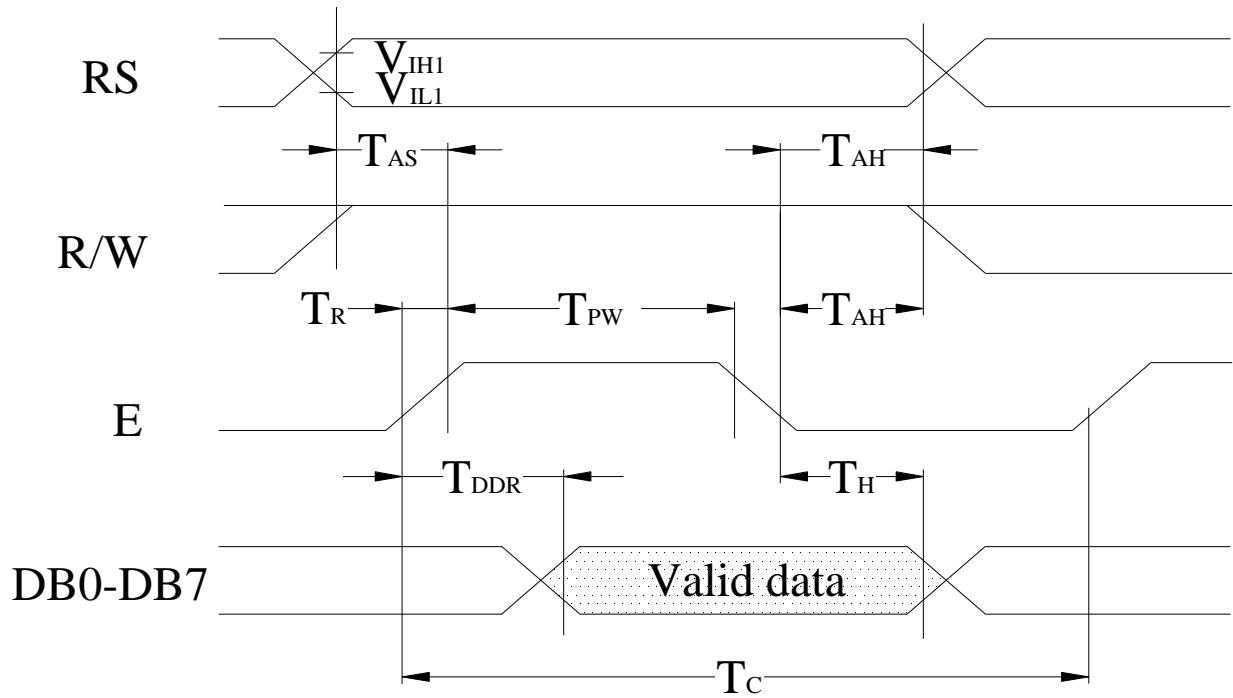 RS
VIH1
VIL1
TAS
TAH
R/W
TR
TPW
TAH
E
TDDR
TH
DB0-DB7
Valid data
TC